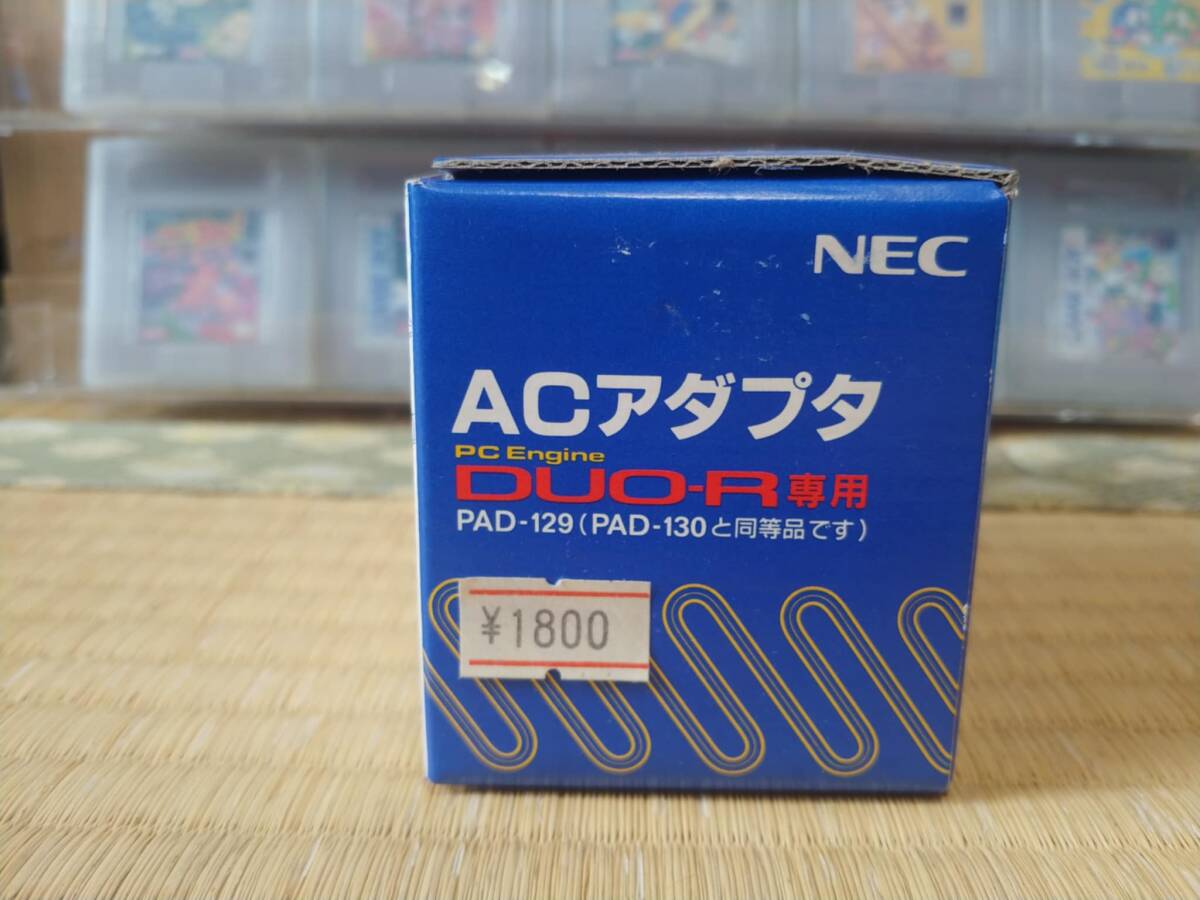 NEC
ACアダプタ
PC Engine
DUO-R専用
PAD-129(PAD-130と同等品です)
¥1800